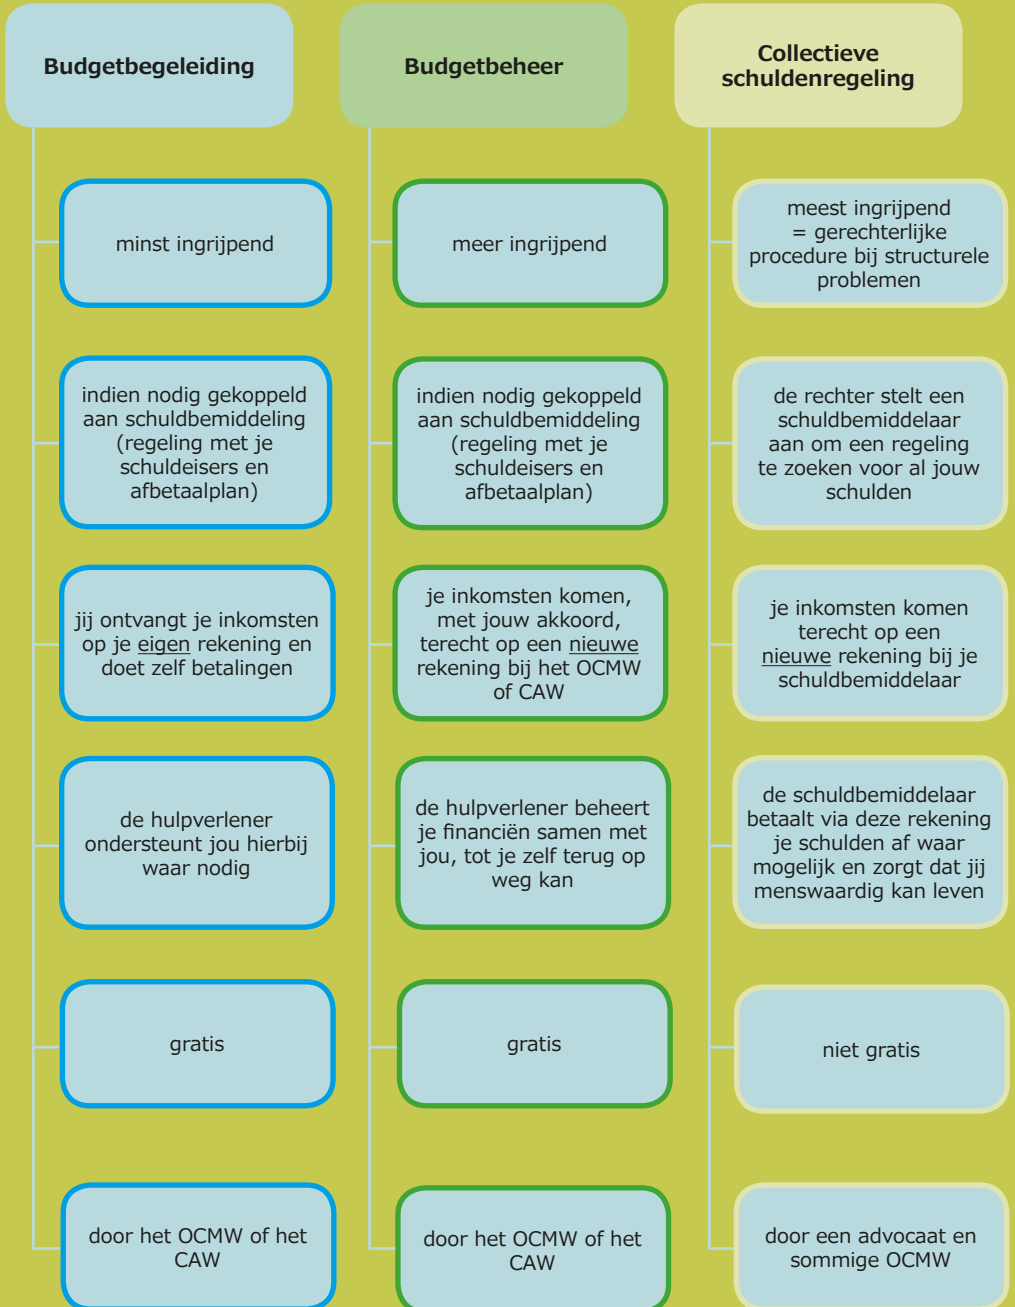 Budgetbegeleiding
minst ingrijpend
indien nodig gekoppeld
aan schuldbemiddeling
(regeling met je
schuldeisers en
afbetaalplan)
jij ontvangt je inkomsten
op je eigen rekening en
doet zelf betalingen
de hulpverlener
ondersteunt jou hierbij
waar nodig
gratis
door het OCMW of het
CAW
Budgetbeheer
meer ingrijpend
indien nodig gekoppeld
aan schuldbemiddeling
(regeling met je
schuldeisers en
afbetaalplan)
je inkomsten komen,
met jouw akkoord,
terecht op een nieuwe
rekening bij het OCMW
of CAW
de hulpverlener beheert
je financiën samen met
jou, tot je zelf terug op
weg kan
gratis
door het OCMW of het
CAW
Collectieve
schuldenregeling
meest ingrijpend
= gerechterlijke
procedure bij structurele
problemen
de rechter stelt een
schuldbemiddelaar
aan om een regeling
te zoeken voor al jouw
schulden
je inkomsten komen
terecht op een
nieuwe rekening bij je
schuldbemiddelaar
de schuldbemiddelaar
betaalt via deze rekening
je schulden af waar
mogelijk en zorgt dat jij
menswaardig kan leven
niet gratis
door een advocaat en
sommige OCMW